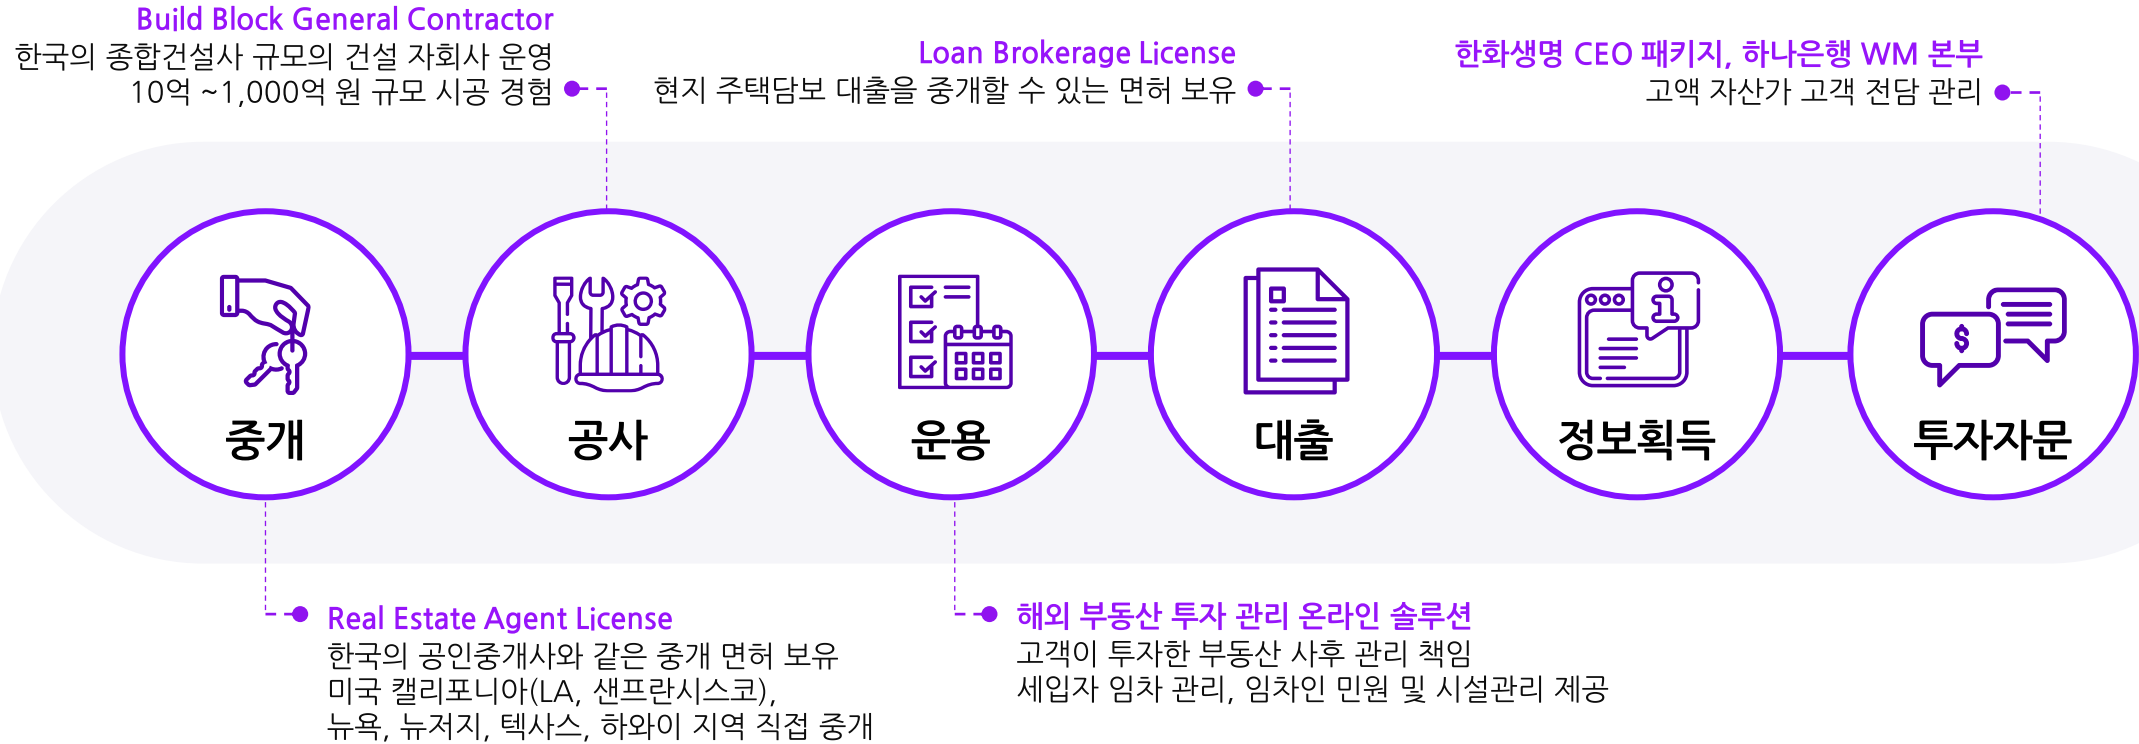 Build Block General Contractor
한국의 종합건설사 규모의 건설 자회사 운영
10억 ~1,000억 원 규모 시공 경험
Loan Brokerage License
현지 주택담보 대출을 중개할 수 있는 면허 보유
한화생명 CEO 패키지, 하나은행 WM 본부
고액 자산가 고객 전담 관리
중개
공사
운용
대출
정보획득
투자자문
$
Real Estate Agent License
한국의 공인중개사와 같은 중개 면허 보유
미국 캘리포니아(LA, 샌프란시스코),
뉴욕, 뉴저지, 텍사스, 하와이 지역 직접 중개
해외 부동산 투자 관리 온라인 솔루션
고객이 투자한 부동산 사후 관리 책임
세입자 임차 관리, 임차인 민원 및 시설관리 제공